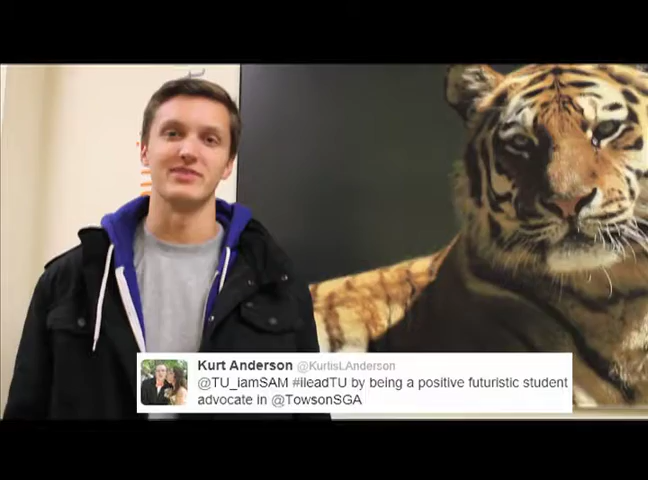 Kurt Anderson @KurtisLAnderson
@TU_iamSAM #ileadTU by being a positive futuristic student
advocate in @TowsonSGA